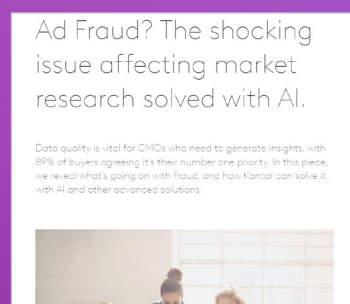 Ad Fraud? The shocking
issue affecting market
research solved with AI.
Data quality is vital for CMOs who need to generate insights, with
89% of buyers agreeing it's their number one priority. In this piece,
we reveal what's going on with fraud, and how Kantar can solve it
with AI and other advanced solutions.